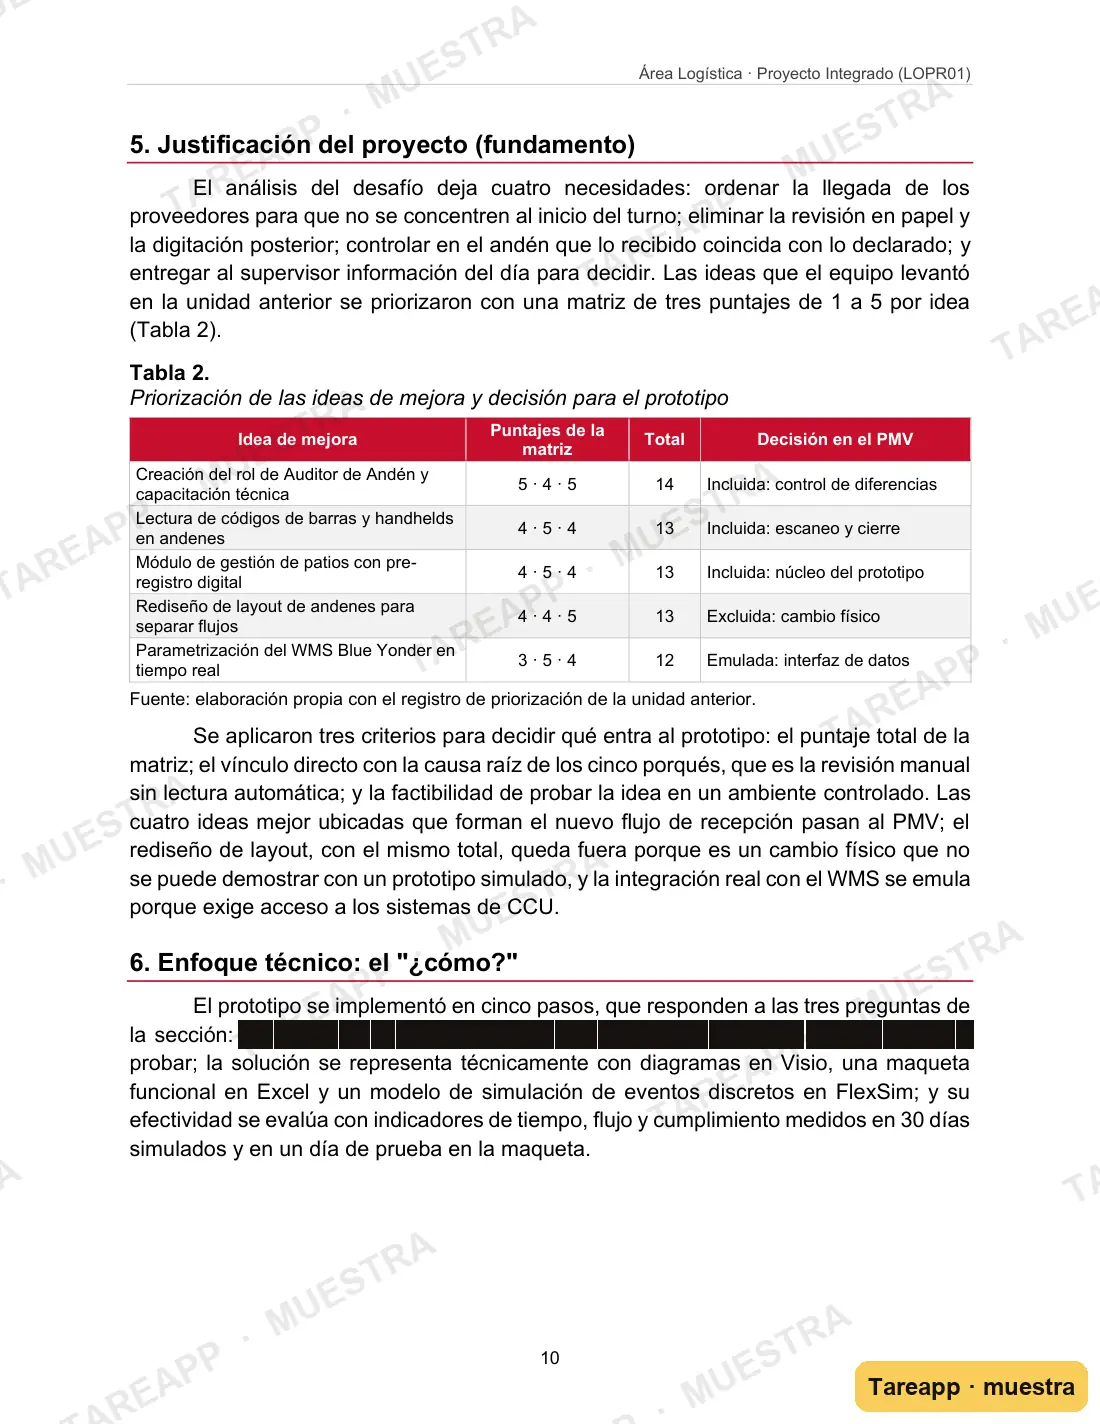 Área Logística · Proyecto Integrado (LOPR01)
5. Justificación del proyecto (fundamento)
El análisis del desafío deja cuatro necesidades: ordenar la llegada de los
proveedores para que no se concentren al inicio del turno; eliminar la revisión en papel y
la digitación posterior; controlar en el andén que lo recibido coincida con lo declarado; y
entregar al supervisor información del día para decidir. Las ideas que el equipo levantó
en la unidad anterior se priorizaron con una matriz de tres puntajes de 1 a 5 por idea
(Tabla 2).
Tabla 2.
Priorización de las ideas de mejora y decisión para el prototipo
Idea de mejora Puntajes de la matriz Total Decisión en el PMV
Creación del rol de Auditor de Andén y capacitación técnica 5 · 4 · 5 14 Incluida: control de diferencias
Lectura de códigos de barras y handhelds en andenes 4 · 5 · 4 13 Incluida: escaneo y cierre
Módulo de gestión de patios con pre-registro digital 4 · 5 · 4 13 Incluida: núcleo del prototipo
Rediseño de layout de andenes para separar flujos 4 · 4 · 5 13 Excluida: cambio físico
Parametrización del WMS Blue Yonder en tiempo real 3 · 5 · 4 12 Emulada: interfaz de datos
Fuente: elaboración propia con el registro de priorización de la unidad anterior.
Se aplicaron tres criterios para decidir qué entra al prototipo: el puntaje total de la
matriz; el vínculo directo con la causa raíz de los cinco porqués, que es la revisión manual
sin lectura automática; y la factibilidad de probar la idea en un ambiente controlado. Las
cuatro ideas mejor ubicadas que forman el nuevo flujo de recepción pasan al PMV; el
rediseño de layout, con el mismo total, queda fuera porque es un cambio físico que no
se puede demostrar con un prototipo simulado, y la integración real con el WMS se emula
porque exige acceso a los sistemas de CCU.
6. Enfoque técnico: el "¿cómo?"
El prototipo se implementó en cinco pasos, que responden a las tres preguntas de
la sección:
probar; la solución se representa técnicamente con diagramas en Visio, una maqueta
funcional en Excel y un modelo de simulación de eventos discretos en FlexSim; y su
efectividad se evalúa con indicadores de tiempo, flujo y cumplimiento medidos en 30 días
simulados y en un día de prueba en la maqueta.
10
Tareapp · muestra
TAREAPP · MUESTRA